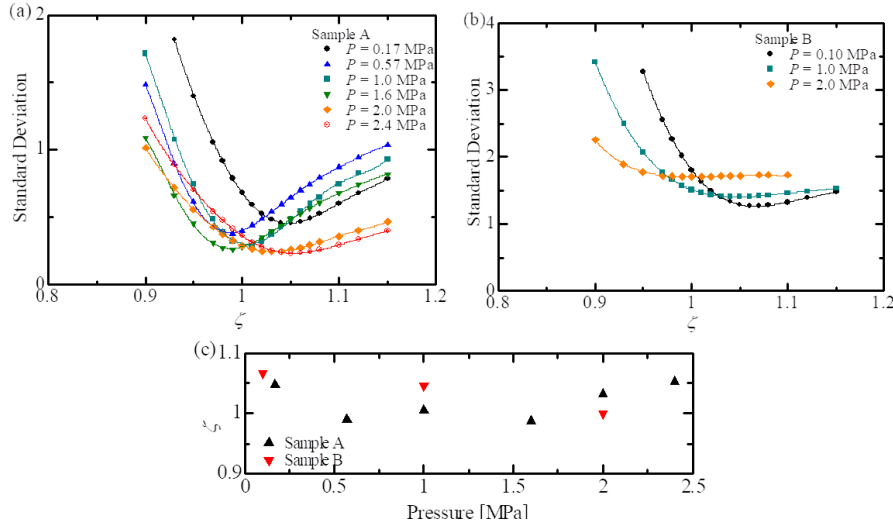 (a)
2
1
0
Standard Deviation
Sample A
P = 0.17 MPa
P = 0.57 MPa
P = 1.0 MPa
P = 1.6 MPa
P = 2.0 MPa
P = 2.4 MPa
0.8 0.9 1 1.1 1.2
ζ
(b)
4
3
2
1
0
Standard Deviation
Sample B
P = 0.10 MPa
P = 1.0 MPa
P = 2.0 MPa
0.8 0.9 1 1.1 1.2
ζ
(c)
1.1
1
0.9
ζ
Sample A
Sample B
0 0.5 1 1.5 2 2.5
Pressure [MPa]